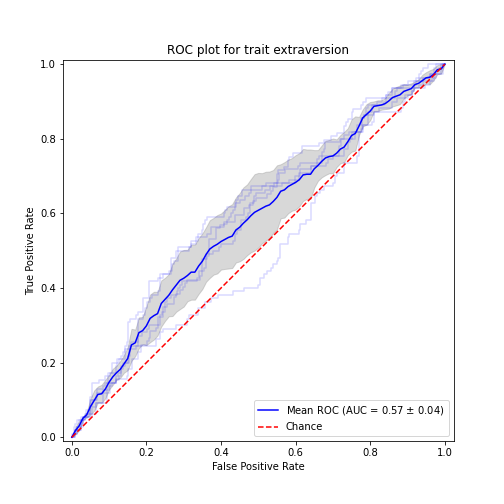 ROC plot for trait extraversion
True Positive Rate
1.0
0.8
0.6
0.4
0.2
0.0
0.0 0.2 0.4 0.6 0.8 1.0
False Positive Rate
Mean ROC (AUC = 0.57 ± 0.04)
Chance